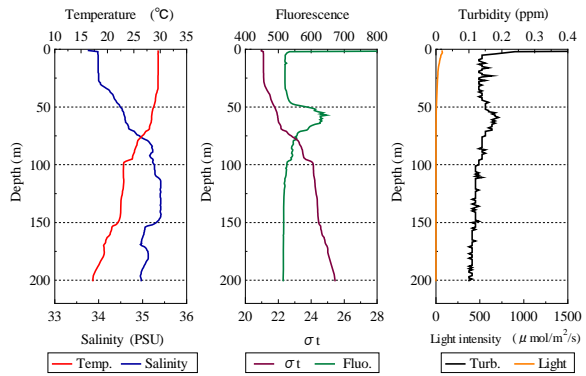 Temperature (℃)
10 15 20 25 30 35
0
50
100
150
200
Depth (m)
33 34 35 36
Salinity (PSU)
Temp. Salinity
Fluorescence
400 500 600 700 800
0
50
100
150
200
Depth (m)
20 22 24 26 28
σt
σt Fluo.
Turbidity (ppm)
0 0.1 0.2 0.3 0.4
0
50
100
150
200
Depth (m)
0 500 1000 1500
Light intensity (μ mol/m²/s)
Turb. Light